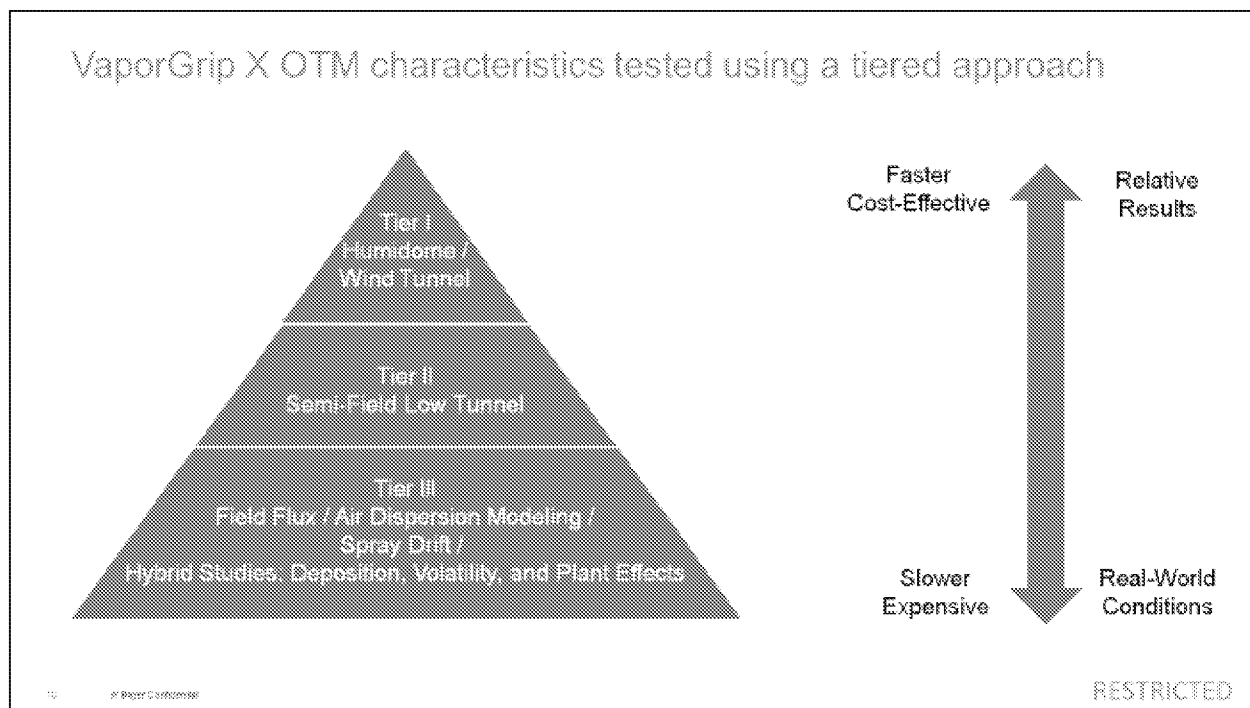 VaporGrip X OTM characteristics tested using a tiered approach
Tier I
Humidome /
Wind Tunnel
Tier II
Semi-Field Low Tunnel
Tier III
Field Flux / Air Dispersion Modeling /
Spray Drift /
Hybrid Studies: Deposition, Volatility, and Plant Effects
Faster
Cost-Effective
Relative
Results
Slower
Expensive
Real-World
Conditions
Bayer Confidential
RESTRICTED